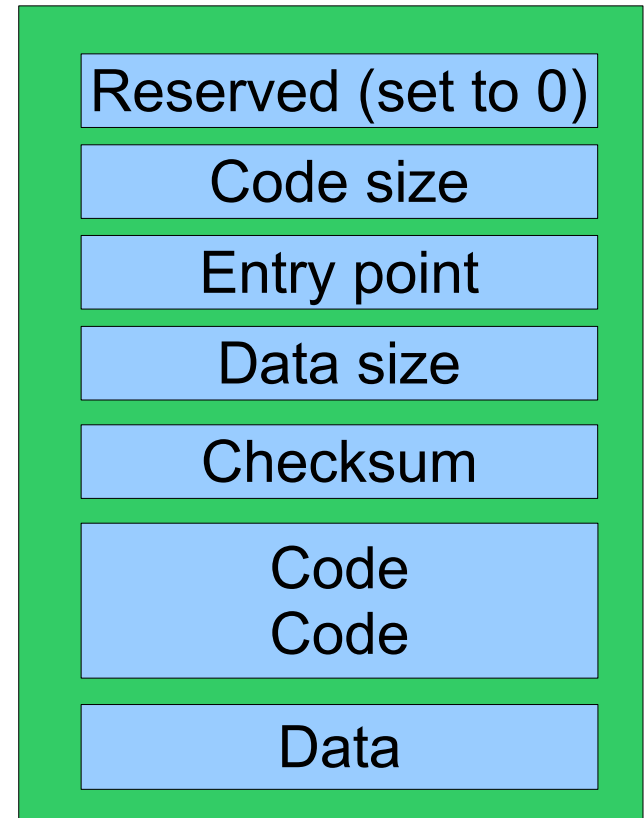 Reserved (set to 0)
Code size
Entry point
Data size
Checksum
Code
Code
Data